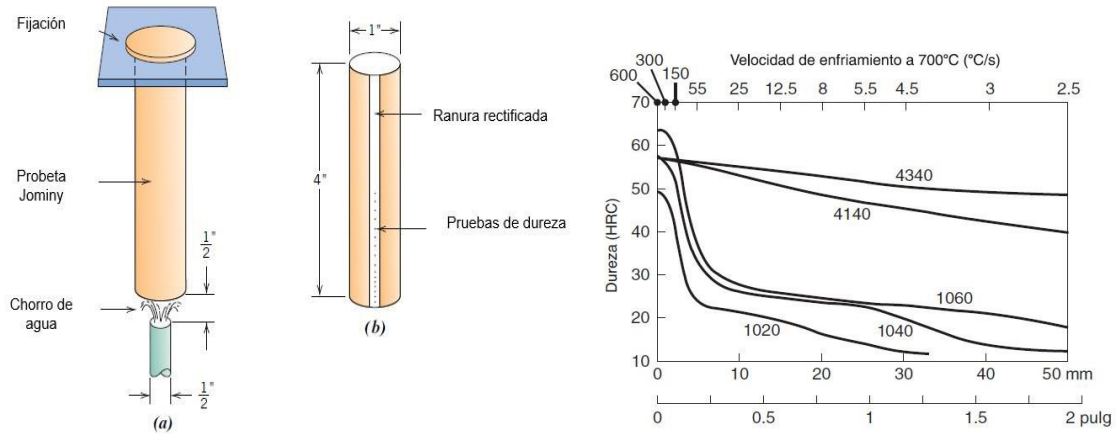 Fijación
Probeta
Jominy
1"
2
Chorro de
agua
1"
2
(a)
1"
4"
Ranura rectificada
Pruebas de dureza
(b)
Velocidad de enfriamiento a 700°C (°C/s)
600 300 150 55 25 12.5 8 5.5 4.5 3 2.5
Dureza (HRC)
70
60
50
40
30
20
10
4340
4140
1060
1020
1040
0 10 20 30 40 50 mm
0 0.5 1 1.5 2 pulg